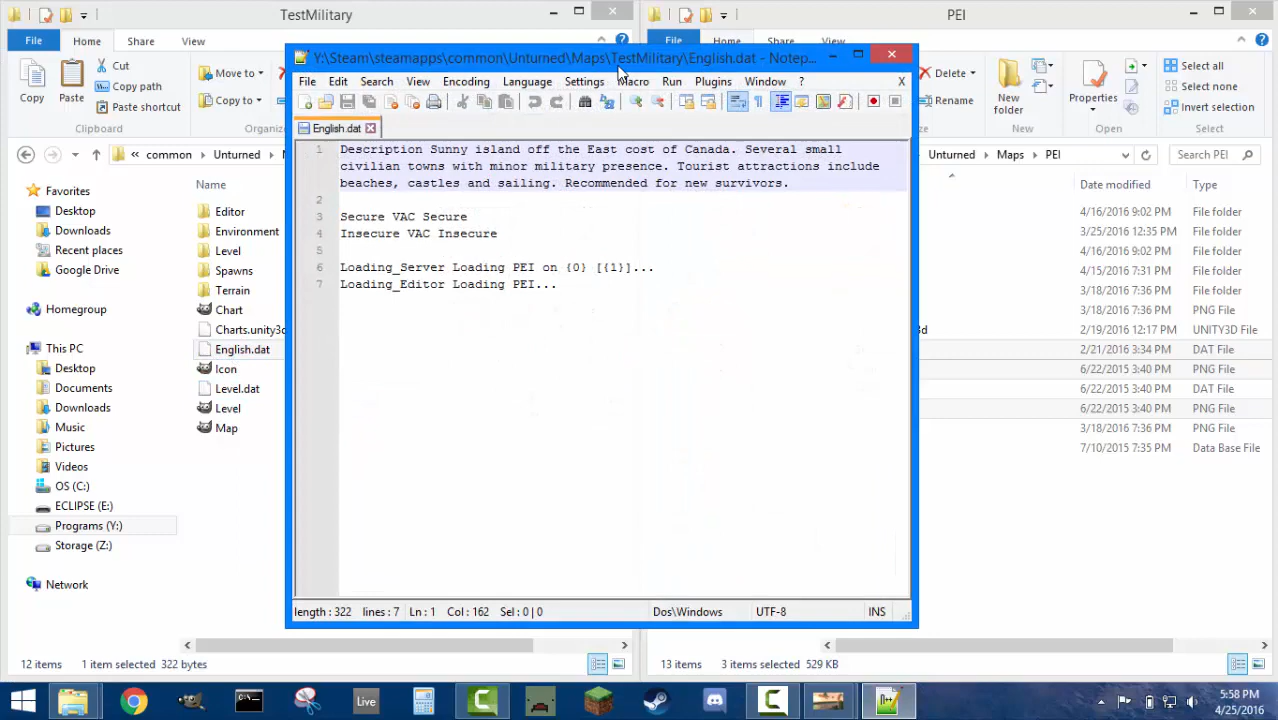 TestMilitary
PEI
File Home Share View
File
Copy
Paste
Cut
Copy path
Paste shortcut
Clipboard
Move to
Copy to
Delete
Rename
New folder
New
Properties
Open
Select all
Select none
Invert selection
Select
common Unturned
Unturned Maps PEI
Search PEI
Y:\Steam\steamapps\common\Unturned\Maps\TestMilitary\English.dat - Notep...
File Edit Search View Encoding Language Settings Macro Run Plugins Window ? X
English.dat
1 Description Sunny island off the East cost of Canada. Several small
civilian towns with minor military presence. Tourist attractions include
beaches, castles and sailing. Recommended for new survivors.
2
3 Secure VAC Secure
4 Insecure VAC Insecure
5
6 Loading_Server Loading PEI on {0} [{1}]...
7 Loading_Editor Loading PEI...
length : 322 lines : 7 Ln : 1 Col : 162 Sel : 0 | 0 Dos\Windows UTF-8 INS
Favorites
Desktop
Downloads
Recent places
Google Drive
Homegroup
This PC
Desktop
Documents
Downloads
Music
Pictures
Videos
OS (C:)
ECLIPSE (E:)
Programs (Y:)
Storage (Z:)
Network
Name
Editor
Environment
Level
Spawns
Terrain
Chart
Charts.unity3d
English.dat
Icon
Level.dat
Level
Map
Date modified Type
4/16/2016 9:02 PM File folder
3/25/2016 12:35 PM File folder
4/16/2016 9:02 PM File folder
4/15/2016 7:31 PM File folder
3/18/2016 7:36 PM File folder
3/18/2016 7:36 PM PNG File
2/19/2016 12:17 PM UNITY3D File
2/21/2016 3:34 PM DAT File
6/22/2015 3:40 PM PNG File
6/22/2015 3:40 PM DAT File
6/22/2015 3:40 PM PNG File
3/18/2016 7:36 PM PNG File
7/10/2015 7:35 PM Data Base File
12 items 1 item selected 322 bytes
13 items 3 items selected 529 KB
Live
5:58 PM
4/25/2016